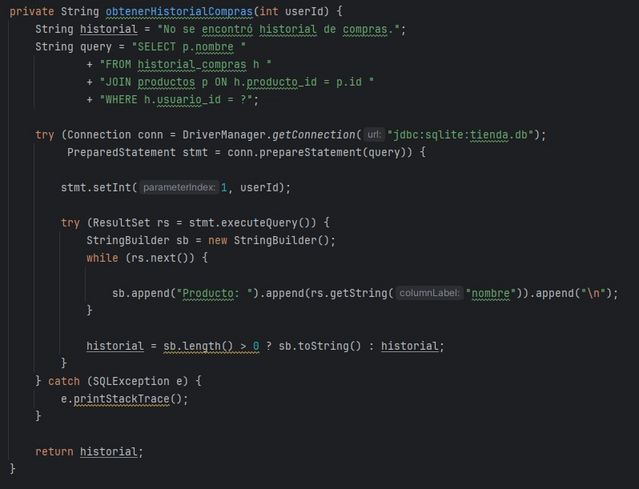 private String obtenerHistorialCompras(int userId) {
    String historial = "No se encontró historial de compras.";
    String query = "SELECT p.nombre "
            + "FROM historial_compras h "
            + "JOIN productos p ON h.producto_id = p.id "
            + "WHERE h.usuario_id = ?";

    try (Connection conn = DriverManager.getConnection( url: "jdbc:sqlite:tienda.db");
         PreparedStatement stmt = conn.prepareStatement(query)) {

        stmt.setInt( parameterIndex: 1, userId);

        try (ResultSet rs = stmt.executeQuery()) {
            StringBuilder sb = new StringBuilder();
            while (rs.next()) {

                sb.append("Producto: ").append(rs.getString( columnLabel: "nombre")).append("\n");
            }

            historial = sb.length() > 0 ? sb.toString() : historial;
        }
    } catch (SQLException e) {
        e.printStackTrace();
    }

    return historial;
}